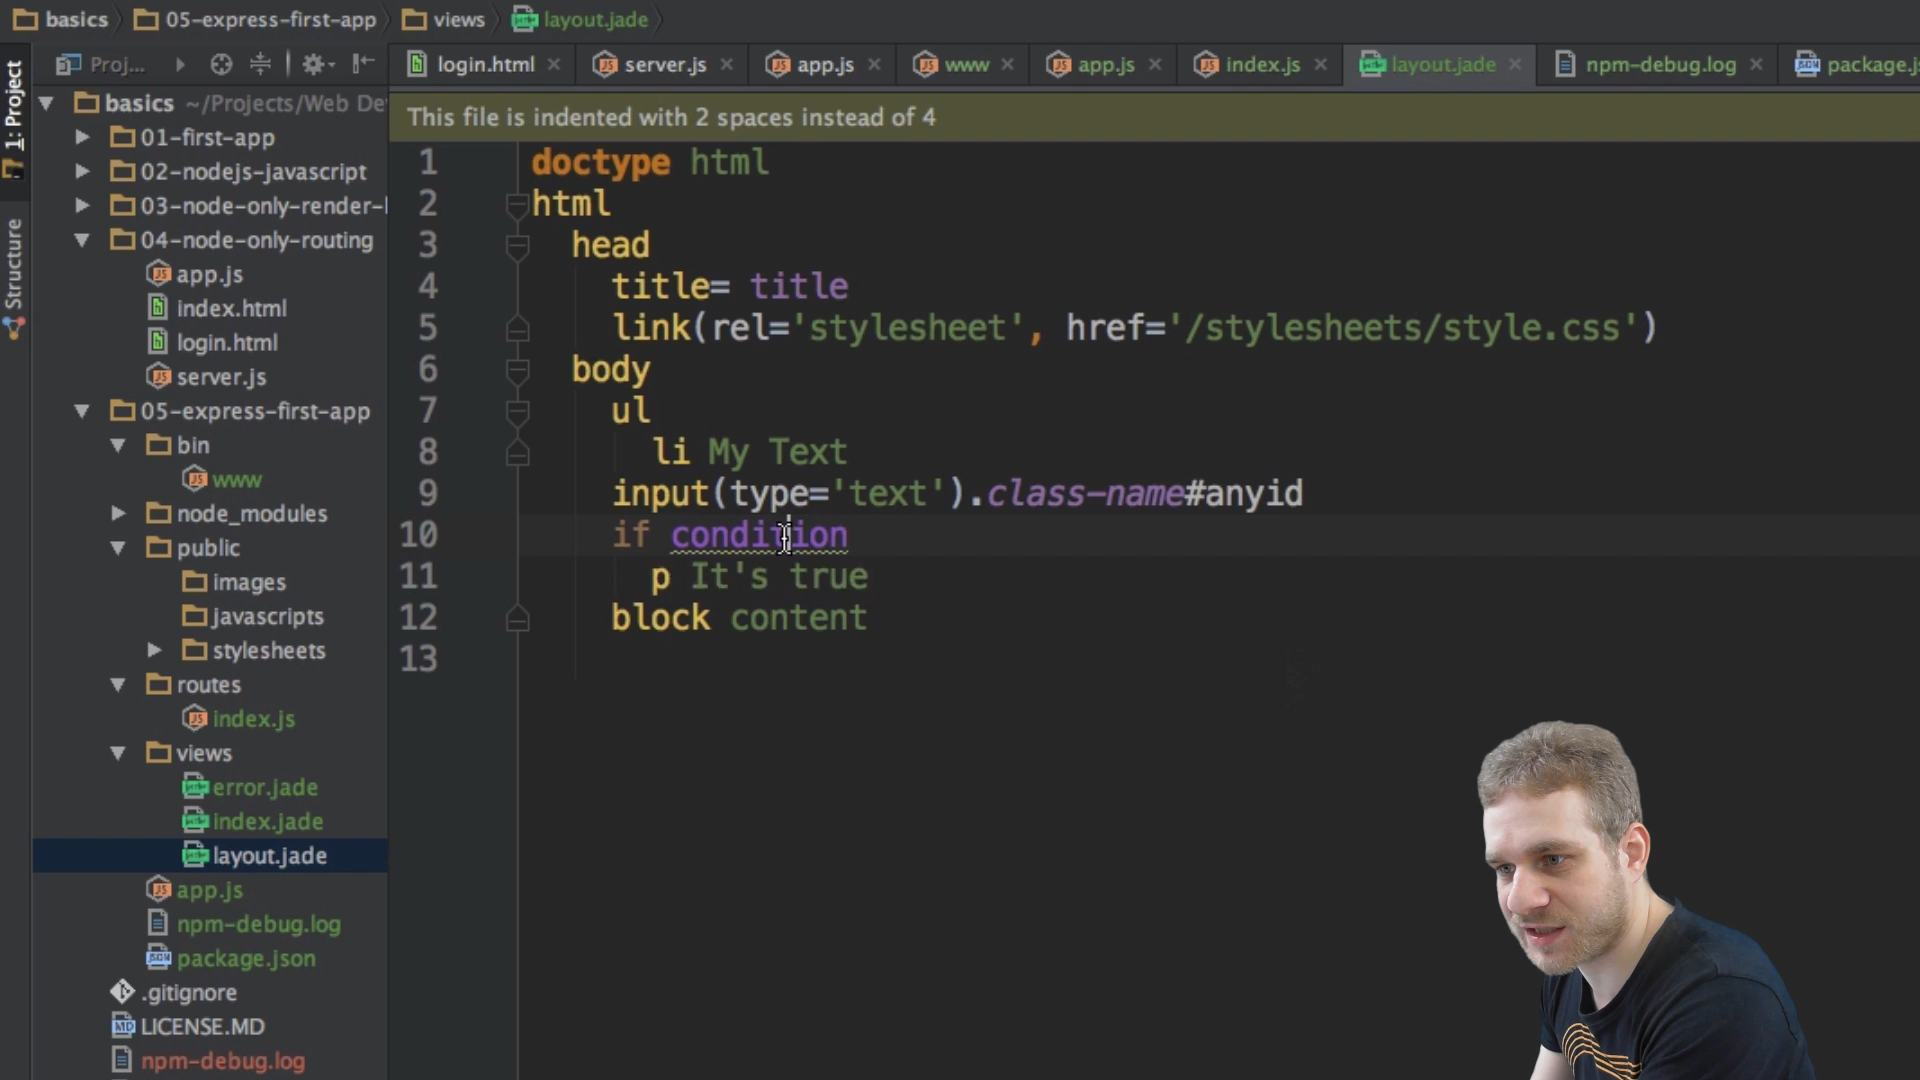 basics 05-express-first-app views layout.jade
Proj...
login.html server.js app.js www app.js index.js layout.jade npm-debug.log package.js
1: Project
Structure
basics ~/Projects/Web De
01-first-app
02-nodejs-javascript
03-node-only-render-
04-node-only-routing
app.js
index.html
login.html
server.js
05-express-first-app
bin
www
node_modules
public
images
javascripts
stylesheets
routes
index.js
views
error.jade
index.jade
layout.jade
app.js
npm-debug.log
package.json
.gitignore
LICENSE.MD
npm-debug.log
This file is indented with 2 spaces instead of 4
1 doctype html
2 html
3 head
4 title= title
5 link(rel='stylesheet', href='/stylesheets/style.css')
6 body
7 ul
8 li My Text
9 input(type='text').class-name#anyid
10 if condition
11 p It's true
12 block content
13